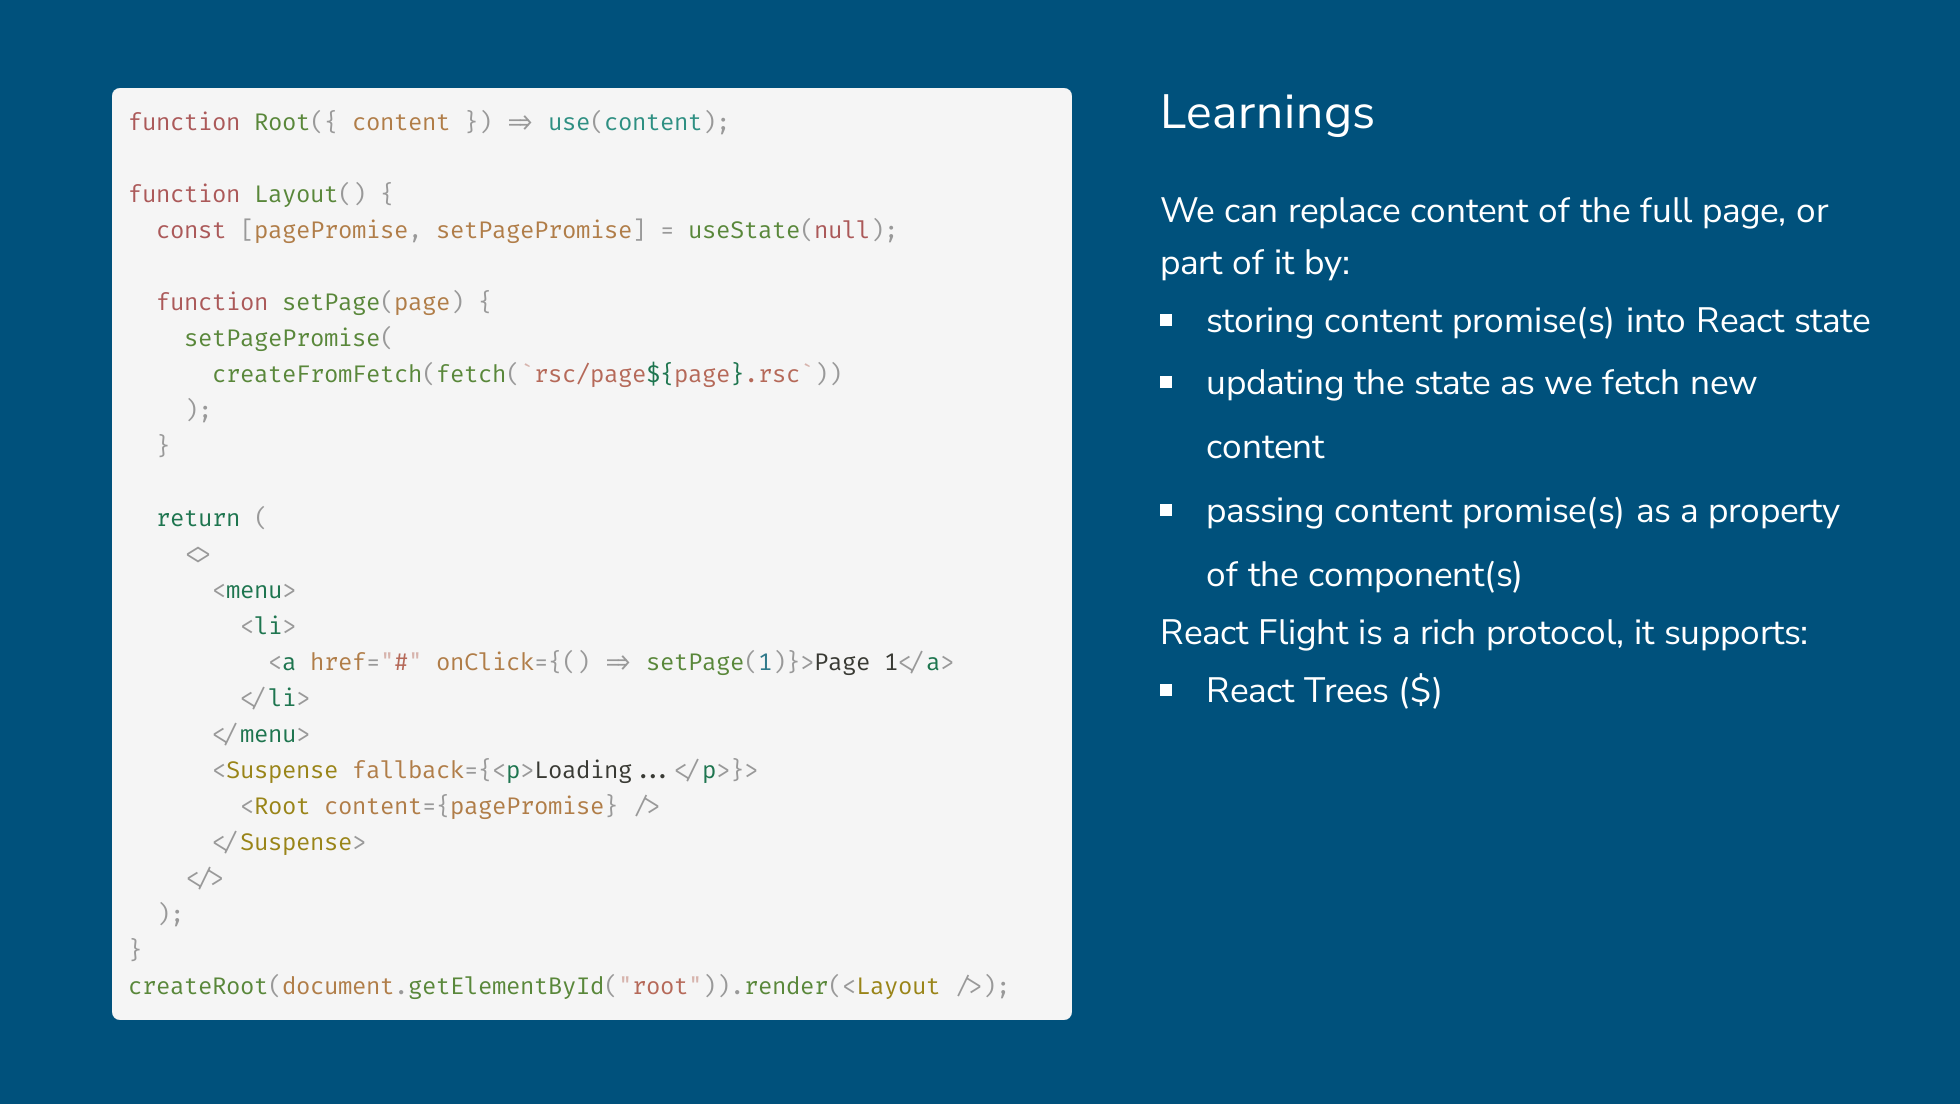 function Root({ content }) => use(content);

function Layout() {
  const [pagePromise, setPagePromise] = useState(null);

  function setPage(page) {
    setPagePromise(
      createFromFetch(fetch(`rsc/page${page}.rsc`))
    );
  }

  return (
    <>
      <menu>
        <li>
          <a href="#" onClick={() => setPage(1)}>Page 1</a>
        </li>
      </menu>
      <Suspense fallback={<p>Loading...</p>}>
        <Root content={pagePromise} />
      </Suspense>
    </>
  );
}
createRoot(document.getElementById("root")).render(<Layout />);
Learnings
We can replace content of the full page, or
part of it by:
▪ storing content promise(s) into React state
▪ updating the state as we fetch new
content
▪ passing content promise(s) as a property
of the component(s)
React Flight is a rich protocol, it supports:
▪ React Trees ($)